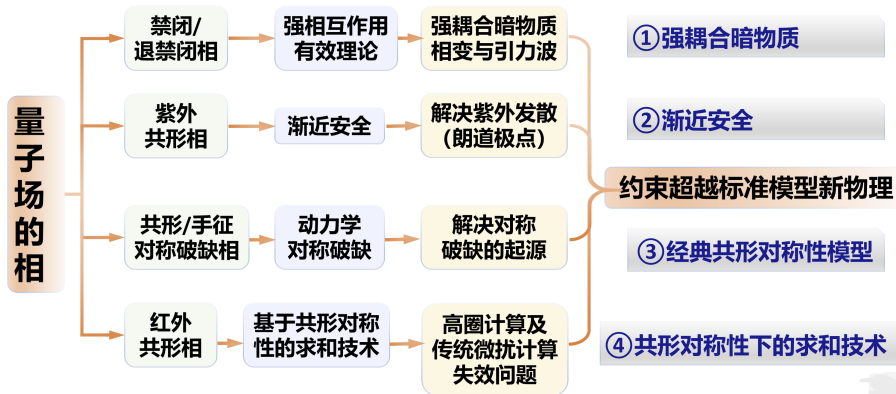 量子场的相
禁闭/
退禁闭相
强相互作用
有效理论
强耦合暗物质
相变与引力波
①强耦合暗物质
紫外
共形相
渐近安全
解决紫外发散
（朗道极点）
②渐近安全
约束超越标准模型新物理
共形/手征
对称破缺相
动力学
对称破缺
解决对称
破缺的起源
③经典共形对称性模型
红外
共形相
基于共形对称
性的求和技术
高圈计算及
传统微扰计算
失效问题
④共形对称性下的求和技术